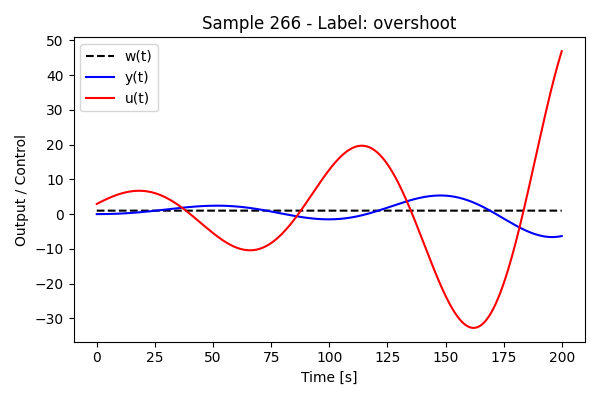 Sample 266 - Label: overshoot
w(t)
y(t)
u(t)
Output / Control
50
40
30
20
10
0
−10
−20
−30
0 25 50 75 100 125 150 175 200
Time [s]